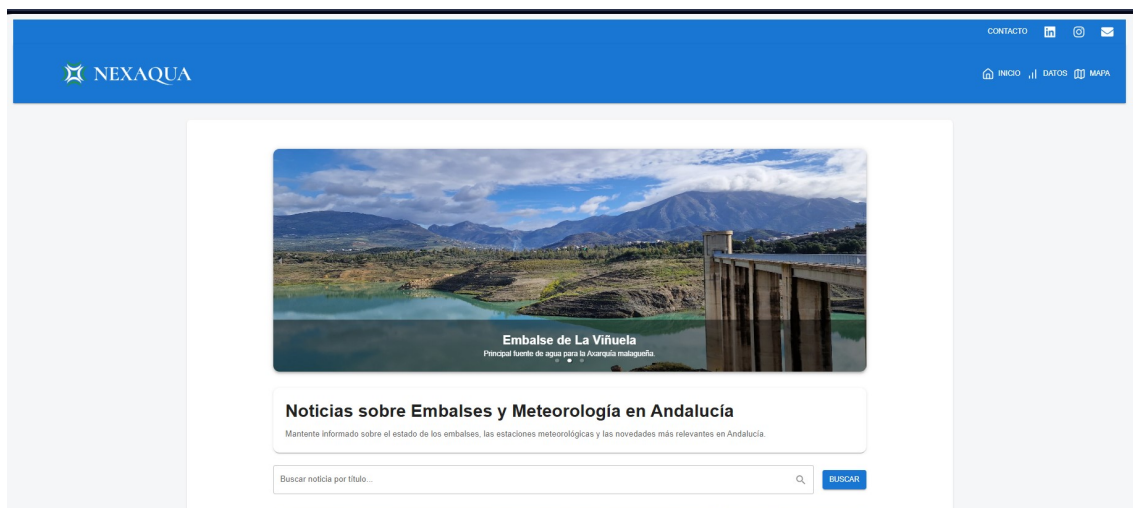 CONTACTO
NEXAQUA
INICIO DATOS MAPA
Embalse de La Viñuela
Principal fuente de agua para la Axarquía malagueña.
Noticias sobre Embalses y Meteorología en Andalucía
Mantente informado sobre el estado de los embalses, las estaciones meteorológicas y las novedades más relevantes en Andalucía.
Buscar noticia por título... BUSCAR